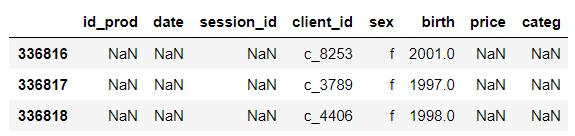 id_prod date session_id client_id sex birth price categ
336816 NaN NaN NaN c_8253 f 2001.0 NaN NaN
336817 NaN NaN NaN c_3789 f 1997.0 NaN NaN
336818 NaN NaN NaN c_4406 f 1998.0 NaN NaN